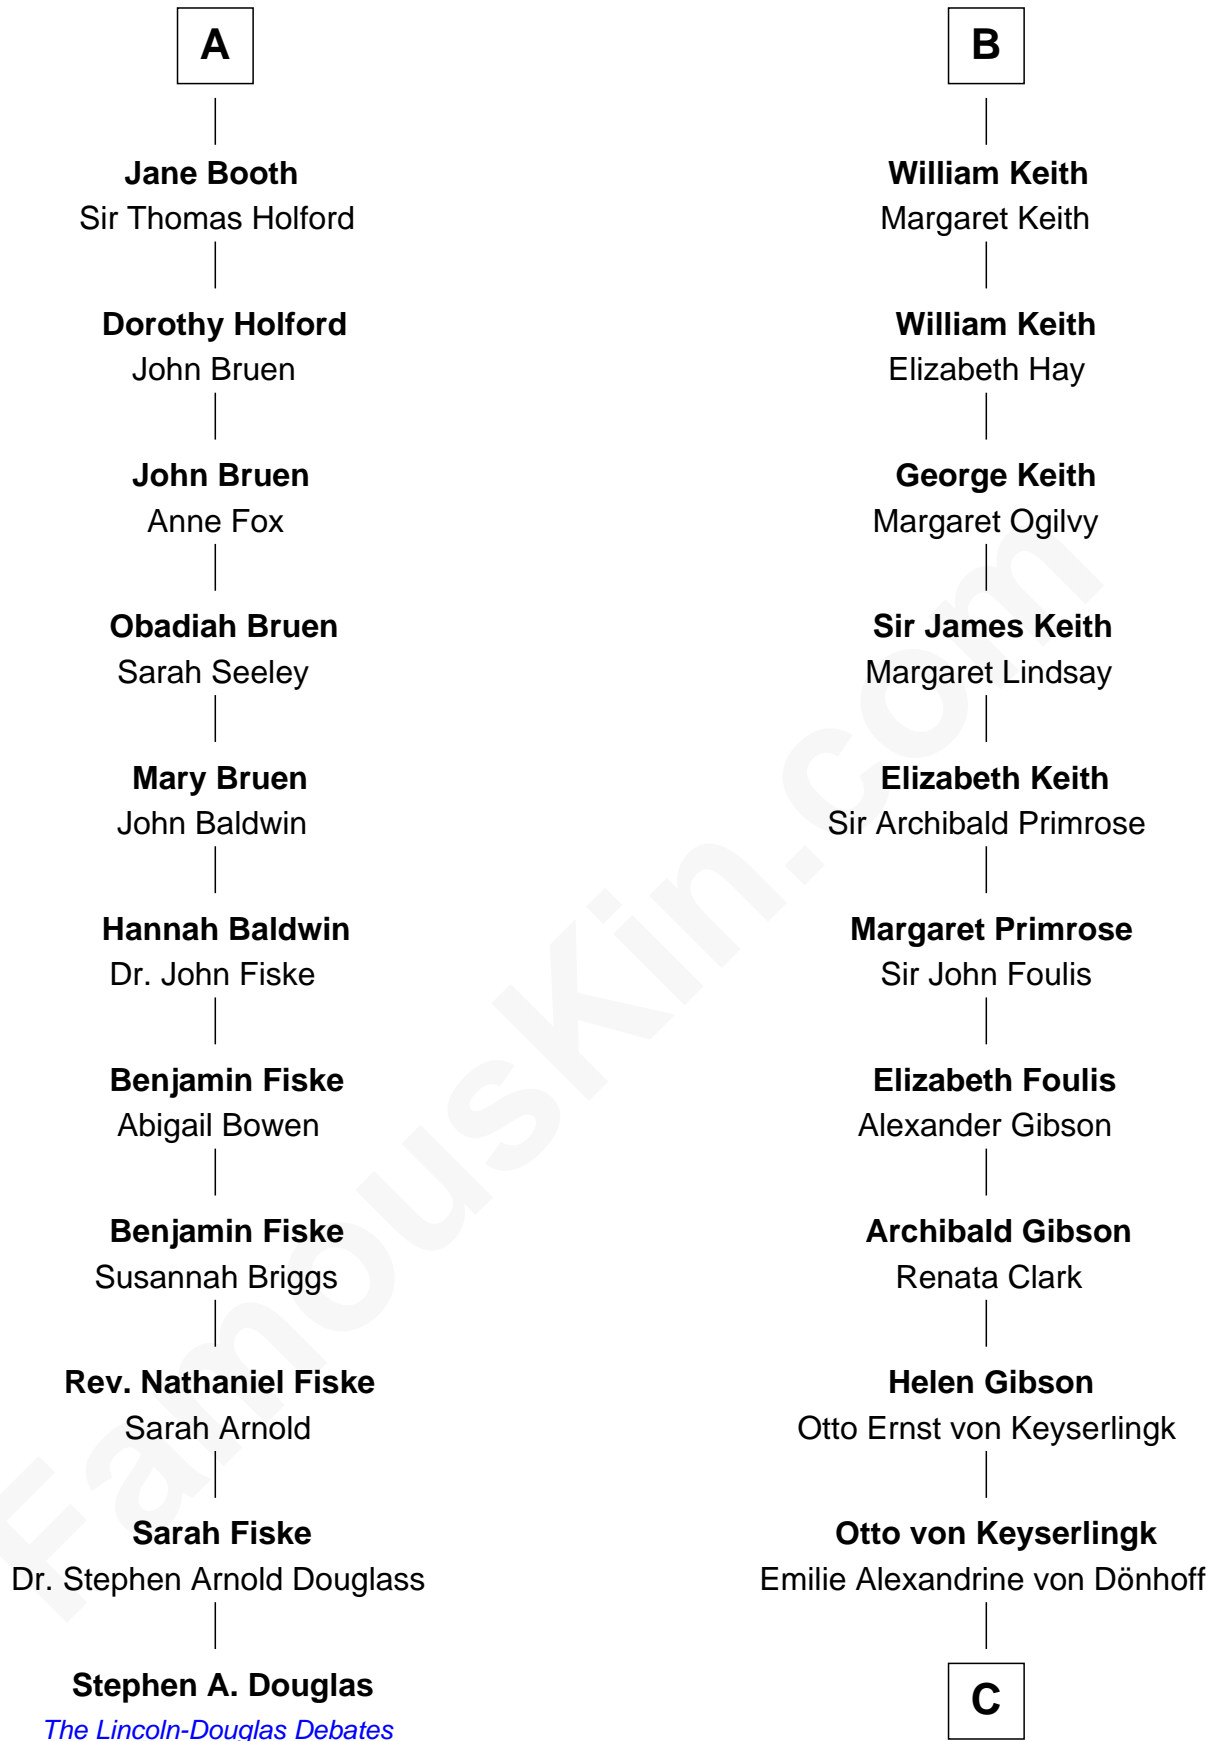 A
Jane Booth
Sir Thomas Holford
Dorothy Holford
John Bruen
John Bruen
Anne Fox
Obadiah Bruen
Sarah Seeley
Mary Bruen
John Baldwin
Hannah Baldwin
Dr. John Fiske
Benjamin Fiske
Abigail Bowen
Benjamin Fiske
Susannah Briggs
Rev. Nathaniel Fiske
Sarah Arnold
Sarah Fiske
Dr. Stephen Arnold Douglass
Stephen A. Douglas
The Lincoln-Douglas Debates
B
William Keith
Margaret Keith
William Keith
Elizabeth Hay
George Keith
Margaret Ogilvy
Sir James Keith
Margaret Lindsay
Elizabeth Keith
Sir Archibald Primrose
Margaret Primrose
Sir John Foulis
Elizabeth Foulis
Alexander Gibson
Archibald Gibson
Renata Clark
Helen Gibson
Otto Ernst von Keyserlingk
Otto von Keyserlingk
Emilie Alexandrine von Dönhoff
C
FamousKin.com